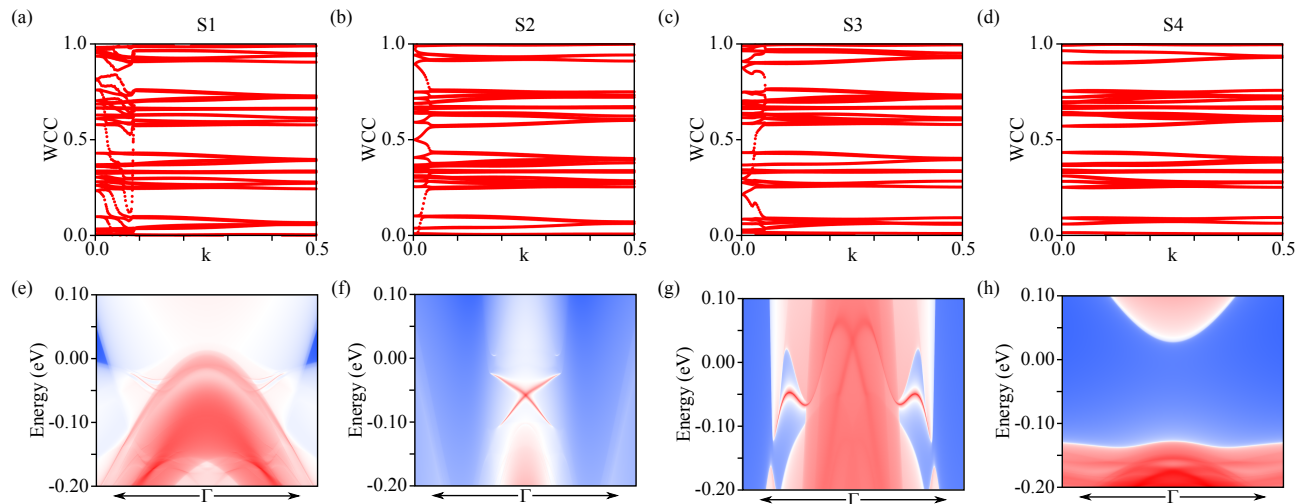 (a) S1 (b) S2 (c) S3 (d) S4
1.0 1.0 1.0 1.0
WCC WCC WCC WCC
0.5 0.5 0.5 0.5
0.0 0.0 0.0 0.0
0.0 k 0.5 0.0 k 0.5 0.0 k 0.5 0.0 k 0.5
(e) (f) (g) (h)
0.10 0.10 0.10 0.10
0.00 0.00 0.00 0.00
Energy (eV) Energy (eV) Energy (eV) Energy (eV)
-0.10 -0.10 -0.10 -0.10
-0.20 -0.20 -0.20 -0.20
Γ Γ Γ Γ